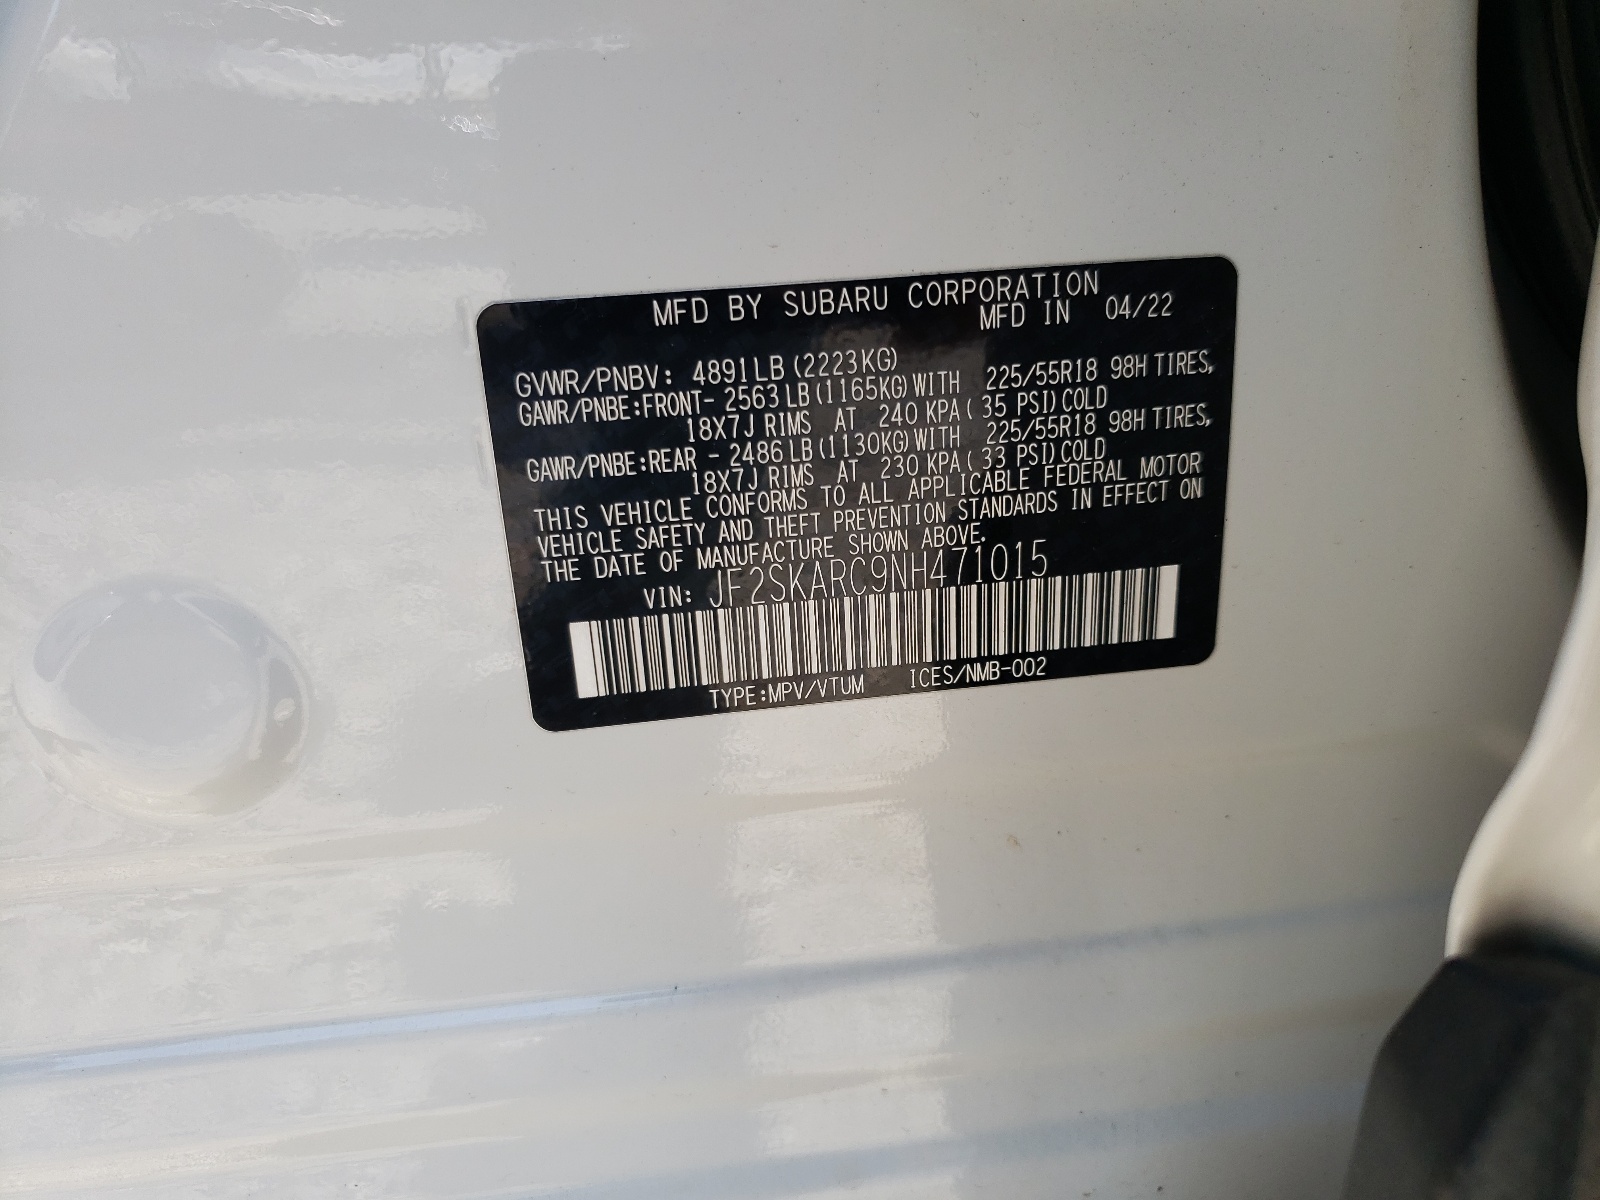 MFD BY SUBARU CORPORATION
MFD IN 04/22
GVWR/PNBV: 4891LB (2223KG)
GAWR/PNBE:FRONT- 2563LB (1165KG) WITH 225/55R18 98H TIRES,
18X7J RIMS AT 240 KPA( 35 PSI) COLD
GAWR/PNBE:REAR - 2486LB (1130KG) WITH 225/55R18 98H TIRES,
18X7J RIMS AT 230 KPA( 33 PSI) COLD
THIS VEHICLE CONFORMS TO ALL APPLICABLE FEDERAL MOTOR
VEHICLE SAFETY AND THEFT PREVENTION STANDARDS IN EFFECT ON
THE DATE OF MANUFACTURE SHOWN ABOVE.
VIN: JF2SKARC9NH471015
TYPE:MPV/VTUM ICES/NMB-002